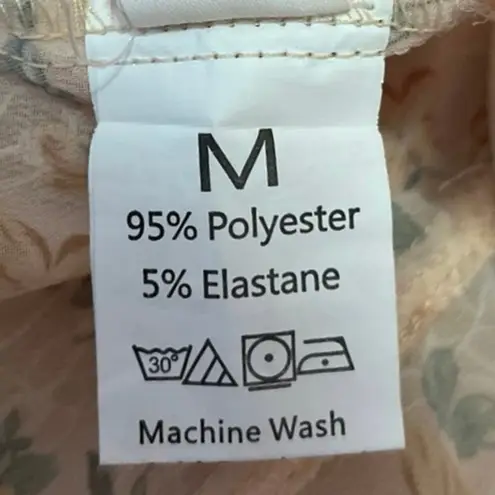 M
95% Polyester
5% Elastane
30°
Machine Wash